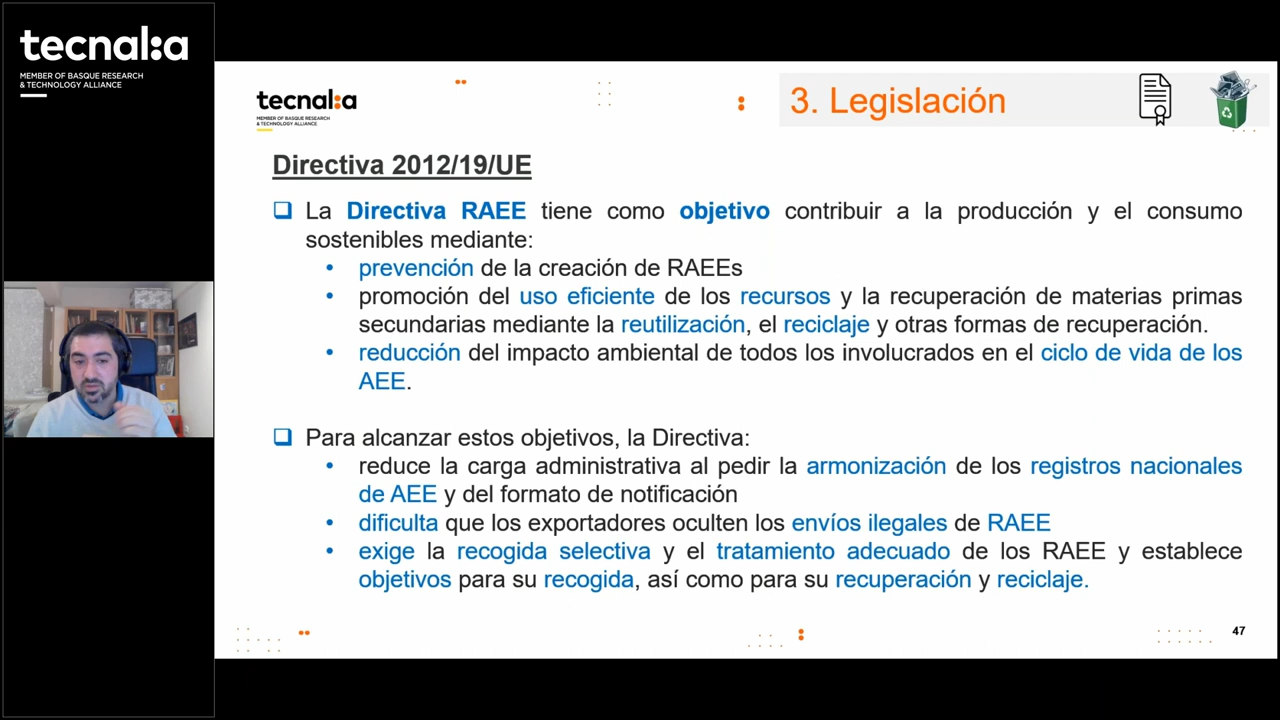 tecnal:a
MEMBER OF BASQUE RESEARCH
& TECHNOLOGY ALLIANCE
tecnal:a
MEMBER OF BASQUE RESEARCH
& TECHNOLOGY ALLIANCE
3. Legislación
Directiva 2012/19/UE
La Directiva RAEE tiene como objetivo contribuir a la producción y el consumo
sostenibles mediante:
• prevención de la creación de RAEEs
• promoción del uso eficiente de los recursos y la recuperación de materias primas
secundarias mediante la reutilización, el reciclaje y otras formas de recuperación.
• reducción del impacto ambiental de todos los involucrados en el ciclo de vida de los
AEE.
Para alcanzar estos objetivos, la Directiva:
• reduce la carga administrativa al pedir la armonización de los registros nacionales
de AEE y del formato de notificación
• dificulta que los exportadores oculten los envíos ilegales de RAEE
• exige la recogida selectiva y el tratamiento adecuado de los RAEE y establece
objetivos para su recogida, así como para su recuperación y reciclaje.
47